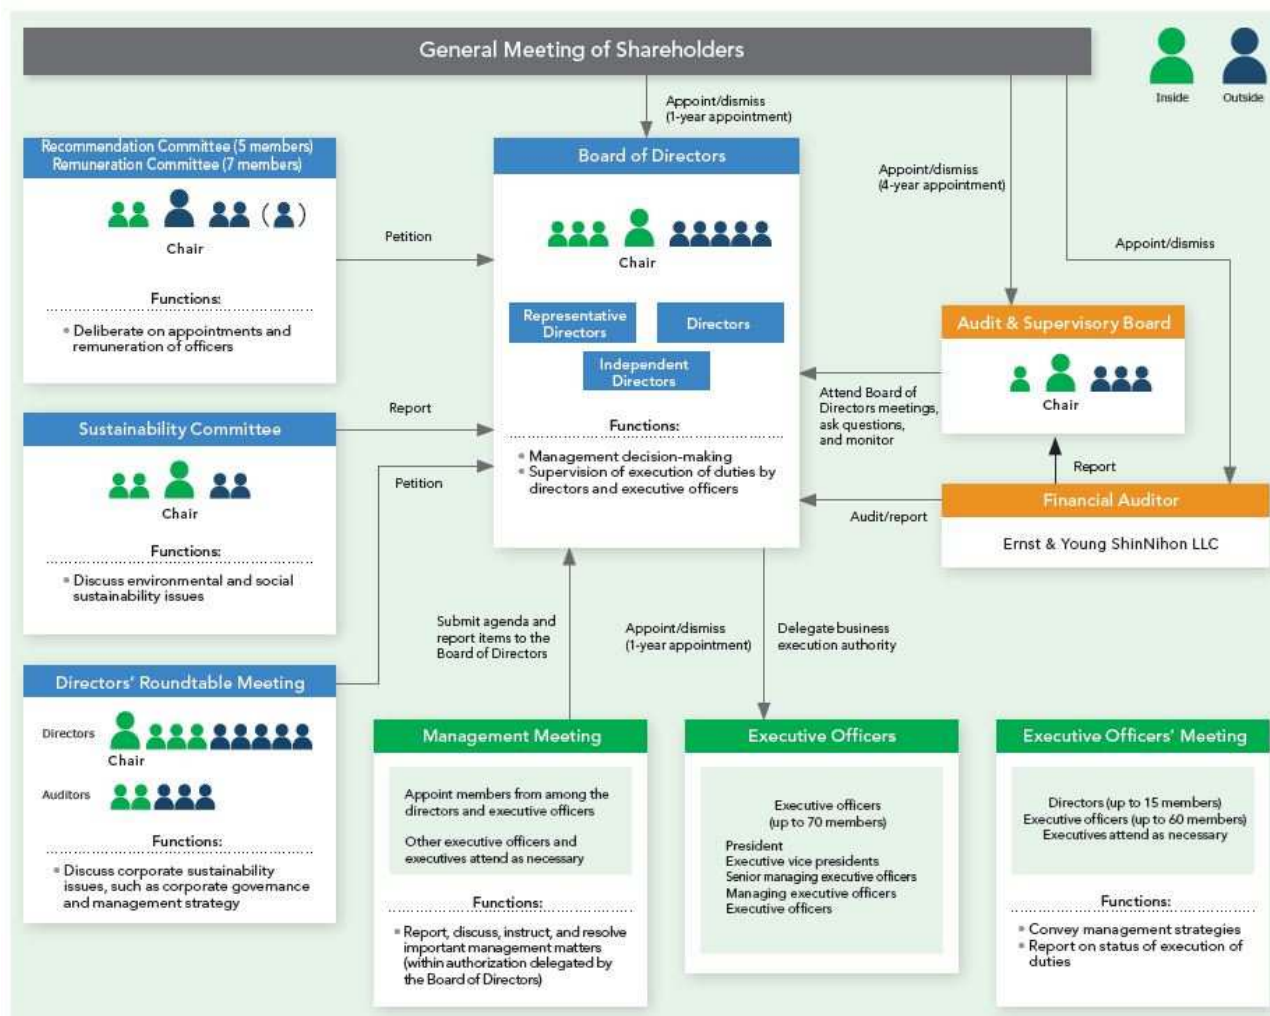 General Meeting of Shareholders
Inside
Outside
Appoint/dismiss
(1-year appointment)
Recommendation Committee (5 members)
Remuneration Committee (7 members)
( )
Chair
Functions:
• Deliberate on appointments and
remuneration of officers
Petition
Board of Directors
Chair
Representative
Directors
Directors
Independent
Directors
Functions:
• Management decision-making
• Supervision of execution of duties by
directors and executive officers
Appoint/dismiss
(4-year appointment)
Appoint/dismiss
Audit & Supervisory Board
Chair
Attend Board of
Directors meetings,
ask questions,
and monitor
Report
Financial Auditor
Ernst & Young ShinNihon LLC
Audit/report
Sustainability Committee
Chair
Functions:
• Discuss environmental and social
sustainability issues
Report
Petition
Directors' Roundtable Meeting
Directors
Chair
Auditors
Functions:
• Discuss corporate sustainability
issues, such as corporate governance
and management strategy
Submit agenda and
report items to the
Board of Directors
Appoint/dismiss
(1-year appointment)
Delegate business
execution authority
Management Meeting
Appoint members from among the
directors and executive officers
Other executive officers and
executives attend as necessary
Functions:
• Report, discuss, instruct, and resolve
important management matters
(within authorization delegated by
the Board of Directors)
Executive Officers
Executive officers
(up to 70 members)
President
Executive vice presidents
Senior managing executive officers
Managing executive officers
Executive officers
Executive Officers' Meeting
Directors (up to 15 members)
Executive officers (up to 60 members)
Executives attend as necessary
Functions:
• Convey management strategies
• Report on status of execution of
duties